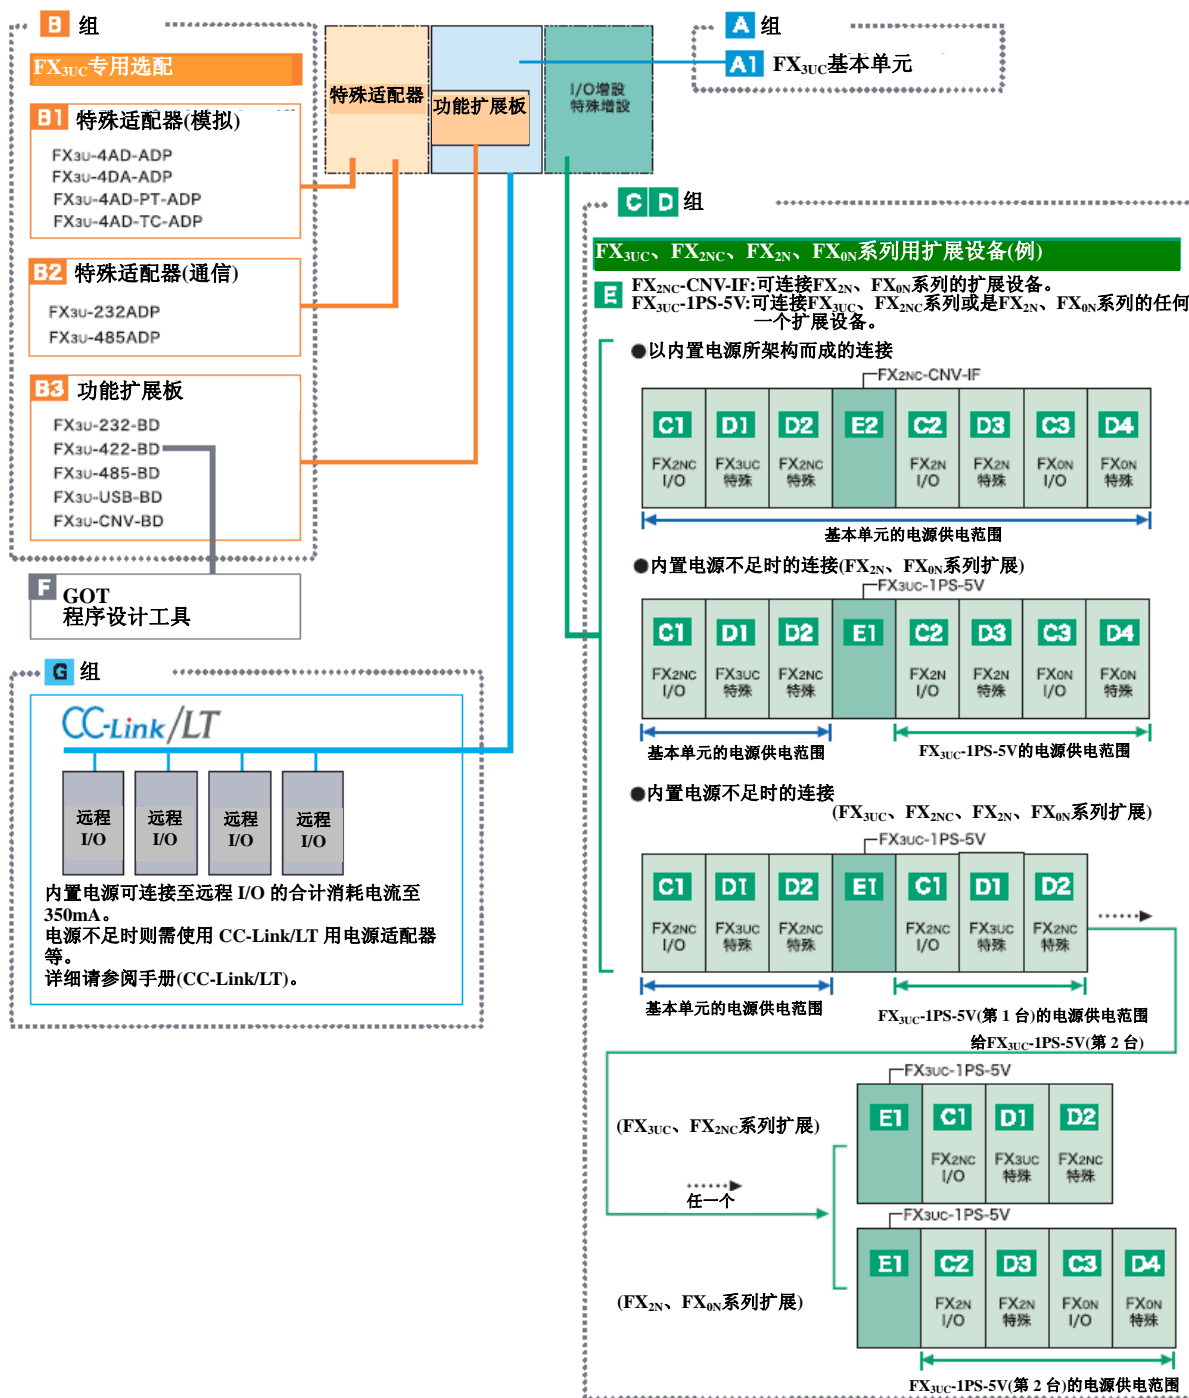 B 组
FX3UC专用选配
B1 特殊适配器(模拟)
FX3U-4AD-ADP
FX3U-4DA-ADP
FX3U-4AD-PT-ADP
FX3U-4AD-TC-ADP
B2 特殊适配器(通信)
FX3U-232ADP
FX3U-485ADP
B3 功能扩展板
FX3U-232-BD
FX3U-422-BD
FX3U-485-BD
FX3U-USB-BD
FX3U-CNV-BD
F GOT
程序设计工具
特殊适配器
功能扩展板
I/O增設
特殊增設
A 组
A1 FX3UC基本单元
G 组
CC-Link/LT
远程
I/O
远程
I/O
远程
I/O
远程
I/O
内置电源可连接至远程 I/O 的合计消耗电流至
350mA。
电源不足时则需使用 CC-Link/LT 用电源适配器
等。
详细请参阅手册(CC-Link/LT)。
C D 组
FX3UC、FX2NC、FX2N、FX0N系列用扩展设备(例)
E FX2NC-CNV-IF:可连接FX2N、FX0N系列的扩展设备。
FX3UC-1PS-5V:可连接FX3UC、FX2NC系列或是FX2N、FX0N系列的任何
一个扩展设备。
●以内置电源所架构而成的连接
FX2NC-CNV-IF
C1 D1 D2 E2 C2 D3 C3 D4
FX2NC FX3UC FX2NC FX2N FX2N FX0N FX0N
I/O 特殊 特殊 I/O 特殊 I/O 特殊
基本单元的电源供电范围
●内置电源不足时的连接(FX2N、FX0N系列扩展)
FX3UC-1PS-5V
C1 D1 D2 E1 C2 D3 C3 D4
FX2NC FX3UC FX2NC FX2N FX2N FX0N FX0N
I/O 特殊 特殊 I/O 特殊 I/O 特殊
基本单元的电源供电范围 FX3UC-1PS-5V的电源供电范围
●内置电源不足时的连接
(FX3UC、FX2NC、FX2N、FX0N系列扩展)
FX3UC-1PS-5V
C1 D1 D2 E1 C1 D1 D2
FX2NC FX3UC FX2NC FX2NC FX3UC FX2NC
I/O 特殊 特殊 I/O 特殊 特殊
基本单元的电源供电范围 FX3UC-1PS-5V(第 1 台)的电源供电范围
给FX3UC-1PS-5V(第 2 台)
FX3UC-1PS-5V
(FX3UC、FX2NC系列扩展)
E1 C1 D1 D2
FX2NC FX3UC FX2NC
I/O 特殊 特殊
任一个
FX3UC-1PS-5V
(FX2N、FX0N系列扩展)
E1 C2 D3 C3 D4
FX2N FX2N FX0N FX0N
I/O 特殊 I/O 特殊
FX3UC-1PS-5V(第 2 台)的电源供电范围